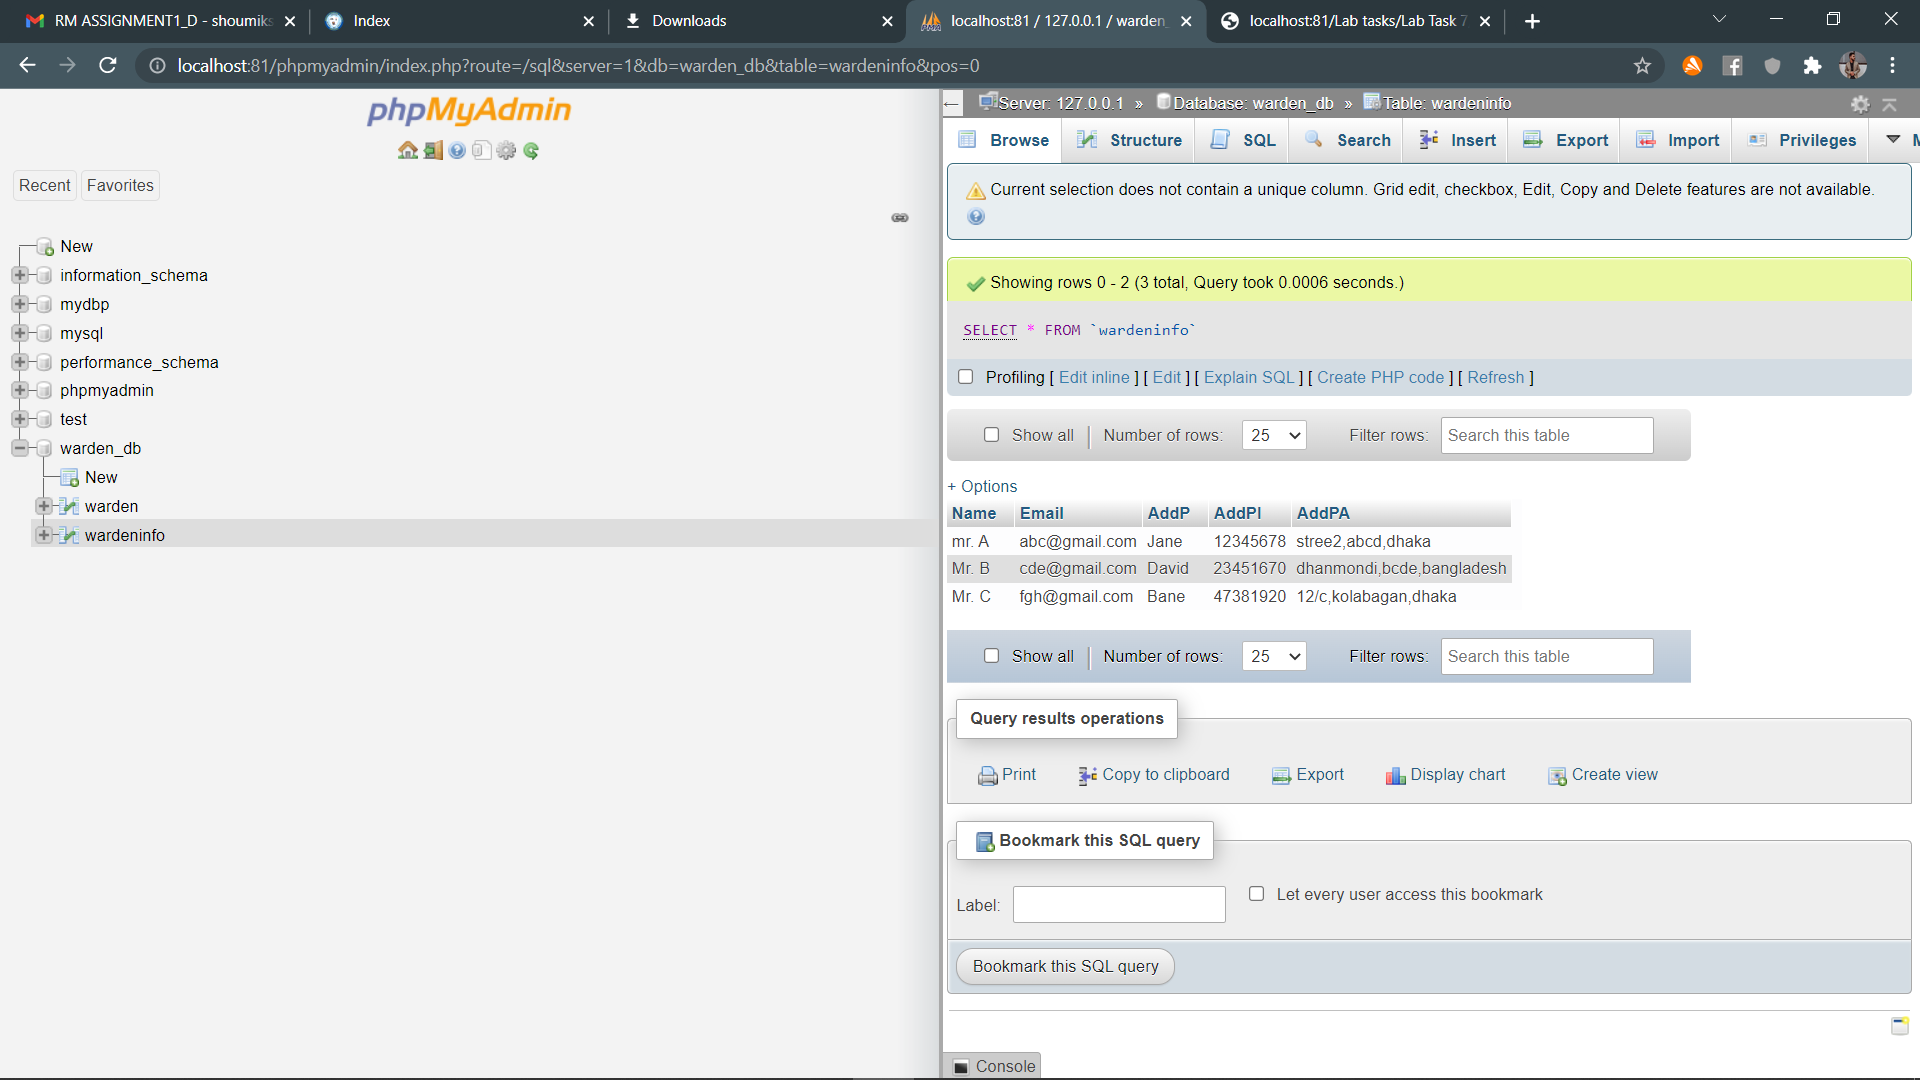 RM ASSIGNMENT1_D - shoumiks
Index
Downloads
localhost:81 / 127.0.0.1 / warden_
localhost:81/Lab tasks/Lab Task 7
localhost:81/phpmyadmin/index.php?route=/sql&server=1&db=warden_db&table=wardeninfo&pos=0
phpMyAdmin
Recent
Favorites
New
information_schema
mydbp
mysql
performance_schema
phpmyadmin
test
warden_db
New
warden
wardeninfo
Server: 127.0.0.1 » Database: warden_db » Table: wardeninfo
Browse Structure SQL Search Insert Export Import Privileges
Current selection does not contain a unique column. Grid edit, checkbox, Edit, Copy and Delete features are not available.
Showing rows 0 - 2 (3 total, Query took 0.0006 seconds.)
SELECT * FROM `wardeninfo`
Profiling [ Edit inline ] [ Edit ] [ Explain SQL ] [ Create PHP code ] [ Refresh ]
Show all | Number of rows: 25 Filter rows: Search this table
+ Options
Name Email AddP AddPI AddPA
mr. A abc@gmail.com Jane 12345678 stree2,abcd,dhaka
Mr. B cde@gmail.com David 23451670 dhanmondi,bcde,bangladesh
Mr. C fgh@gmail.com Bane 47381920 12/c,kolabagan,dhaka
Show all | Number of rows: 25 Filter rows: Search this table
Query results operations
Print Copy to clipboard Export Display chart Create view
Bookmark this SQL query
Label: Let every user access this bookmark
Bookmark this SQL query
Console